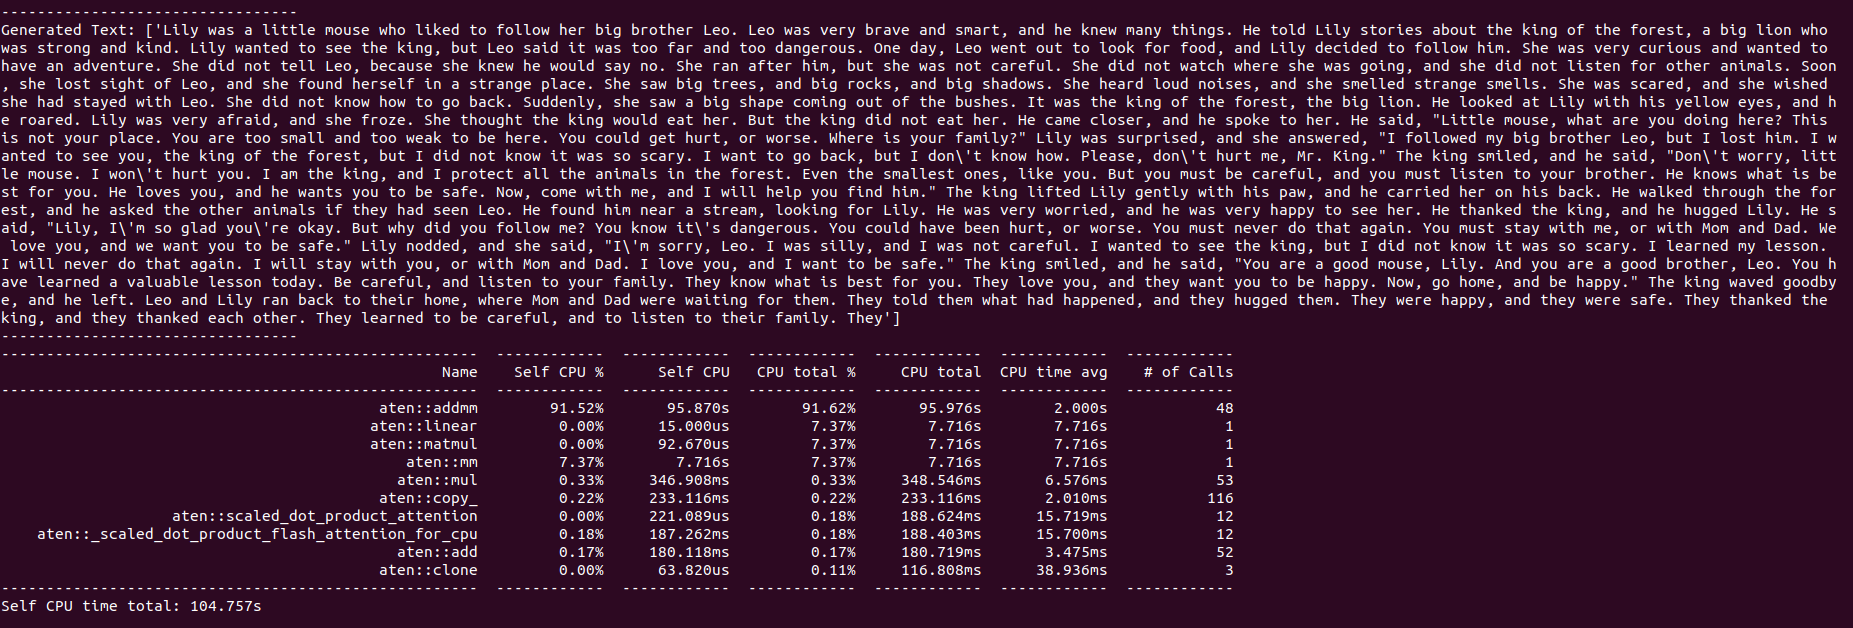 ---------------------------------
Generated Text: ['Lily was a little mouse who liked to follow her big brother Leo. Leo was very brave and smart, and he knew many things. He told Lily stories about the king of the forest, a big lion who
was strong and kind. Lily wanted to see the king, but Leo said it was too far and too dangerous. One day, Leo went out to look for food, and Lily decided to follow him. She was very curious and wanted to
have an adventure. She did not tell Leo, because she knew he would say no. She ran after him, but she was not careful. She did not watch where she was going, and she did not listen for other animals. Soon
, she lost sight of Leo, and she found herself in a strange place. She saw big trees, and big rocks, and big shadows. She heard loud noises, and she smelled strange smells. She was scared, and she wished
she had stayed with Leo. She did not know how to go back. Suddenly, she saw a big shape coming out of the bushes. It was the king of the forest, the big lion. He looked at Lily with his yellow eyes, and h
e roared. Lily was very afraid, and she froze. She thought the king would eat her. But the king did not eat her. He came closer, and he spoke to her. He said, "Little mouse, what are you doing here? This
is not your place. You are too small and too weak to be here. You could get hurt, or worse. Where is your family?" Lily was surprised, and she answered, "I followed my big brother Leo, but I lost him. I w
anted to see you, the king of the forest, but I did not know it was so scary. I want to go back, but I don\'t know how. Please, don\'t hurt me, Mr. King." The king smiled, and he said, "Don\'t worry, litt
le mouse. I won\'t hurt you. I am the king, and I protect all the animals in the forest. Even the smallest ones, like you. But you must be careful, and you must listen to your brother. He knows what is be
st for you. He loves you, and he wants you to be safe. Now, come with me, and I will help you find him." The king lifted Lily gently with his paw, and he carried her on his back. He walked through the for
est, and he asked the other animals if they had seen Leo. He found him near a stream, looking for Lily. He was very worried, and he was very happy to see her. He thanked the king, and he hugged Lily. He s
aid, "Lily, I\'m so glad you\'re okay. But why did you follow me? You know it\'s dangerous. You could have been hurt, or worse. You must never do that again. You must stay with me, or with Mom and Dad. We
 love you, and we want you to be safe." Lily nodded, and she said, "I\'m sorry, Leo. I was silly, and I was not careful. I wanted to see the king, but I did not know it was so scary. I learned my lesson.
I will never do that again. I will stay with you, or with Mom and Dad. I love you, and I want to be safe." The king smiled, and he said, "You are a good mouse, Lily. And you are a good brother, Leo. You h
ave learned a valuable lesson today. Be careful, and listen to your family. They know what is best for you. They love you, and they want you to be happy. Now, go home, and be happy." The king waved goodby
e, and he left. Leo and Lily ran back to their home, where Mom and Dad were waiting for them. They told them what had happened, and they hugged them. They were happy, and they were safe. They thanked the
king, and they thanked each other. They learned to be careful, and to listen to their family. They']
---------------------------------
-----------------------------------------------------  ------------  ------------  ------------  ------------  ------------  ------------
Name    Self CPU %      Self CPU   CPU total %     CPU total  CPU time avg    # of Calls
-----------------------------------------------------  ------------  ------------  ------------  ------------  ------------  ------------
aten::addmm        91.52%       95.870s        91.62%       95.976s        2.000s            48
aten::linear         0.00%      15.000us         7.37%        7.716s        7.716s             1
aten::matmul         0.00%      92.670us         7.37%        7.716s        7.716s             1
aten::mm         7.37%        7.716s         7.37%        7.716s        7.716s             1
aten::mul         0.33%     346.908ms         0.33%     348.546ms       6.576ms            53
aten::copy_         0.22%     233.116ms         0.22%     233.116ms       2.010ms           116
aten::scaled_dot_product_attention         0.00%     221.089us         0.18%     188.624ms      15.719ms            12
aten::_scaled_dot_product_flash_attention_for_cpu         0.18%     187.262ms         0.18%     188.403ms      15.700ms            12
aten::add         0.17%     180.118ms         0.17%     180.719ms       3.475ms            52
aten::clone         0.00%      63.820us         0.11%     116.808ms      38.936ms             3
-----------------------------------------------------  ------------  ------------  ------------  ------------  ------------  ------------
Self CPU time total: 104.757s